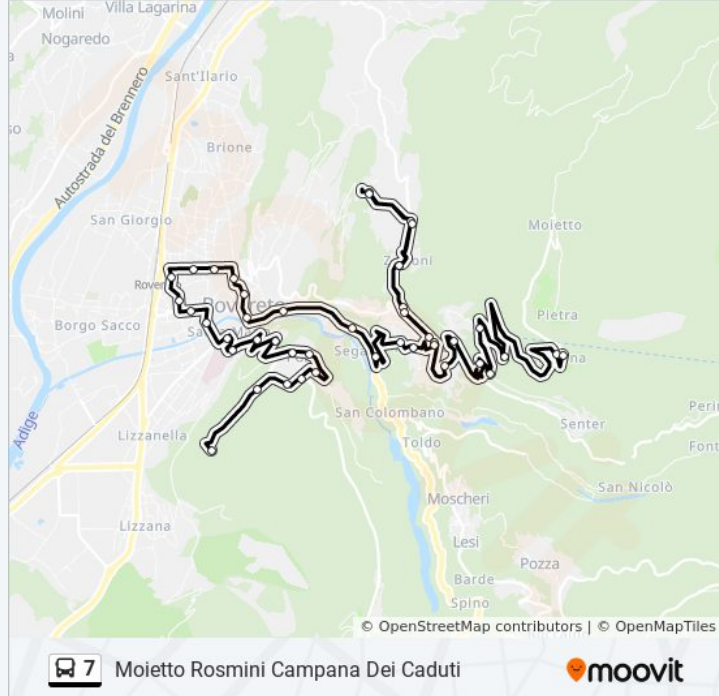 Molini
Villa Lagarina
Nogaredo
Sant'Ilario
Autostrada del Brennero
Brione
San Giorgio
Moietto
Rover
Rovereto
Pietra
Borgo Sacco
Sega
San Colombano
Senter
Perin
Adige
Lizzanella
Toldo
Font
San Nicolò
Moscheri
Lizzana
Lesi
Pozza
Barde
Spino
© OpenStreetMap contributors | © OpenMapTiles
7 Moietto Rosmini Campana Dei Caduti
moovit